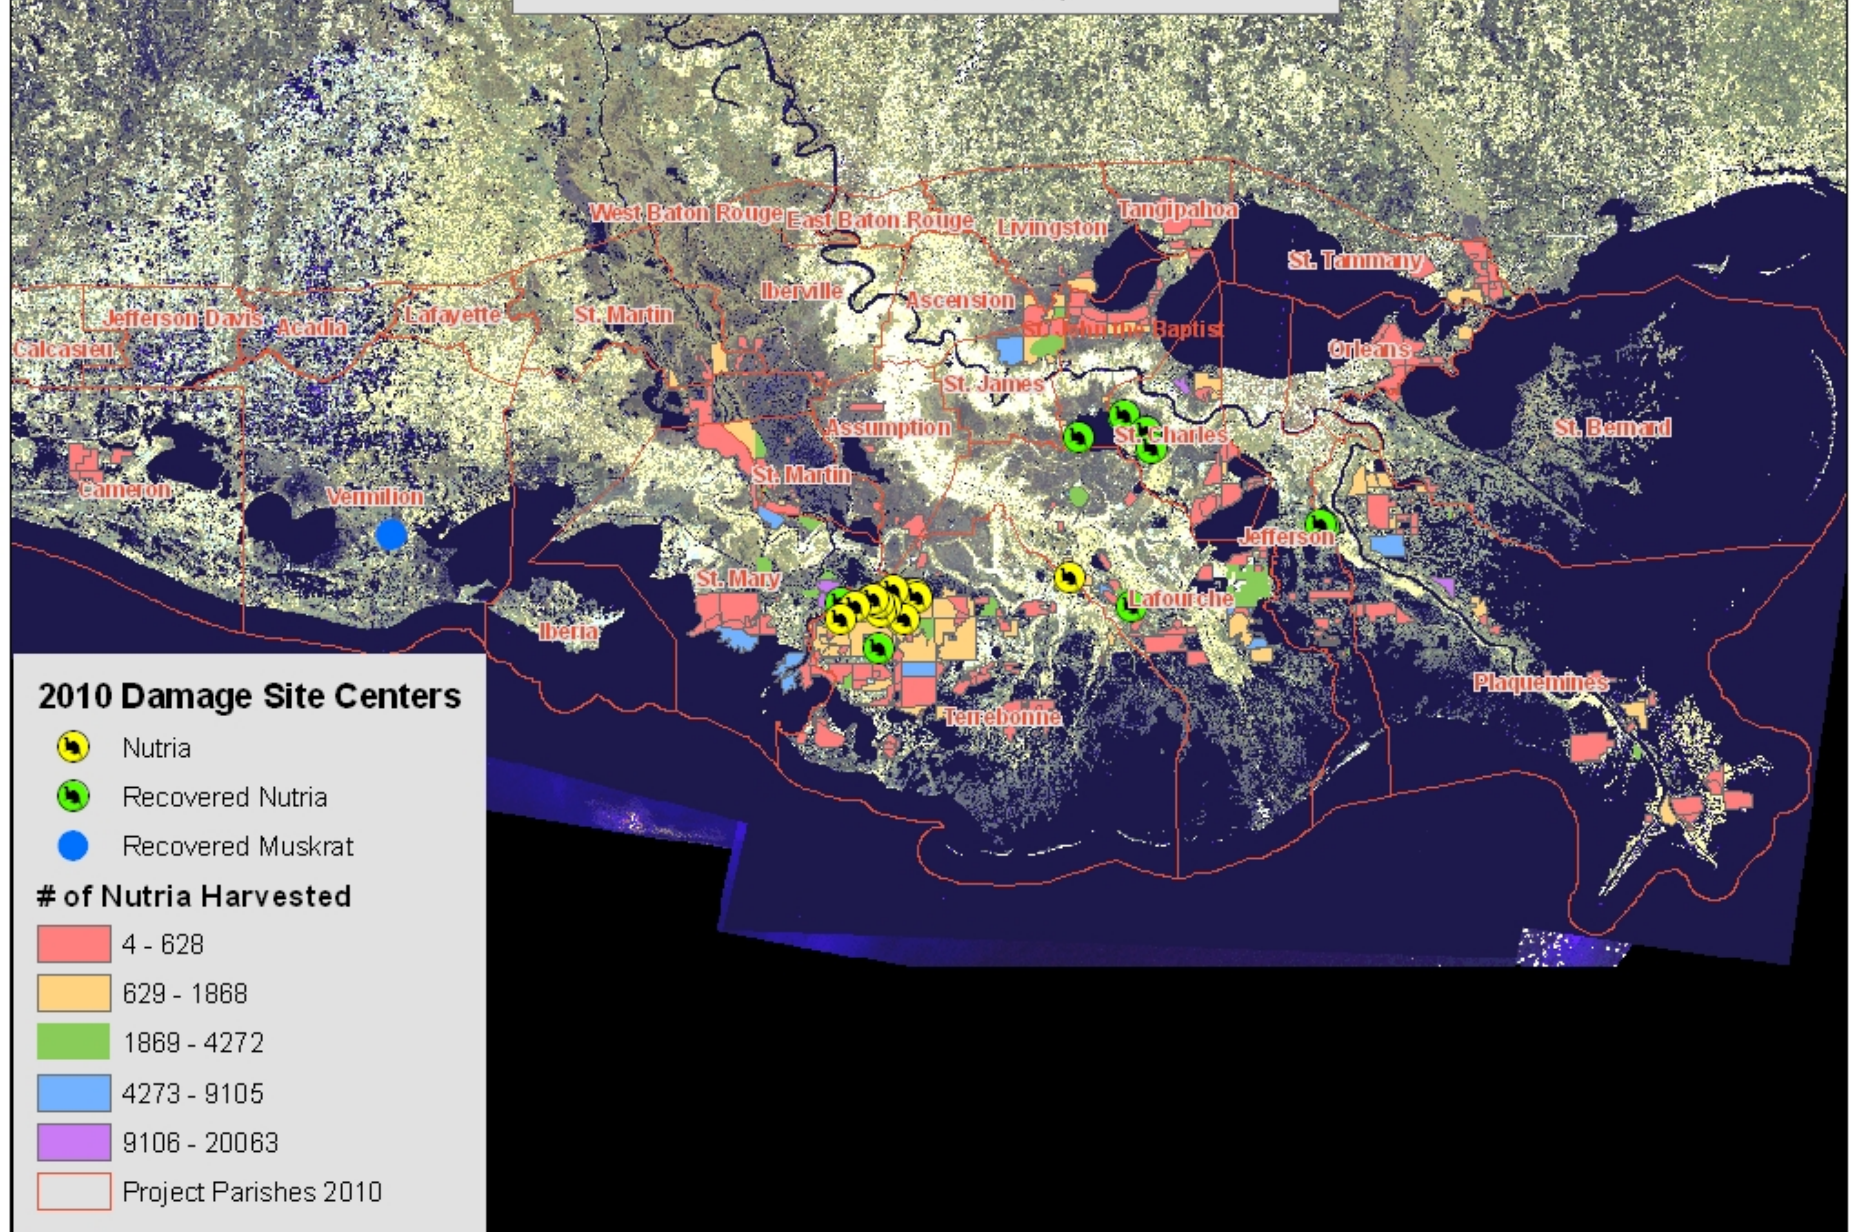 West Baton Rouge
East Baton Rouge
Livingston
Tangipahoa
St. Tammany
Iberville
Ascension
St. Martin
Lafayette
Acadia
Jefferson Davis
Calcasieu
St. John the Baptist
Orleans
St. James
Assumption
St. Charles
St. Bernard
St. Martin
Cameron
Vermilion
Jefferson
St. Mary
Lafourche
Iberia
Plaquemines
Terrebonne
2010 Damage Site Centers
Nutria
Recovered Nutria
Recovered Muskrat
# of Nutria Harvested
4 - 628
629 - 1868
1869 - 4272
4273 - 9105
9106 - 20063
Project Parishes 2010